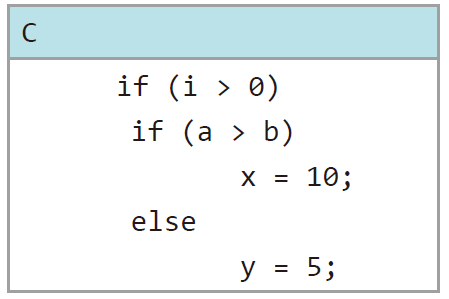 C
if (i > 0)
if (a > b)
x = 10;
else
y = 5;